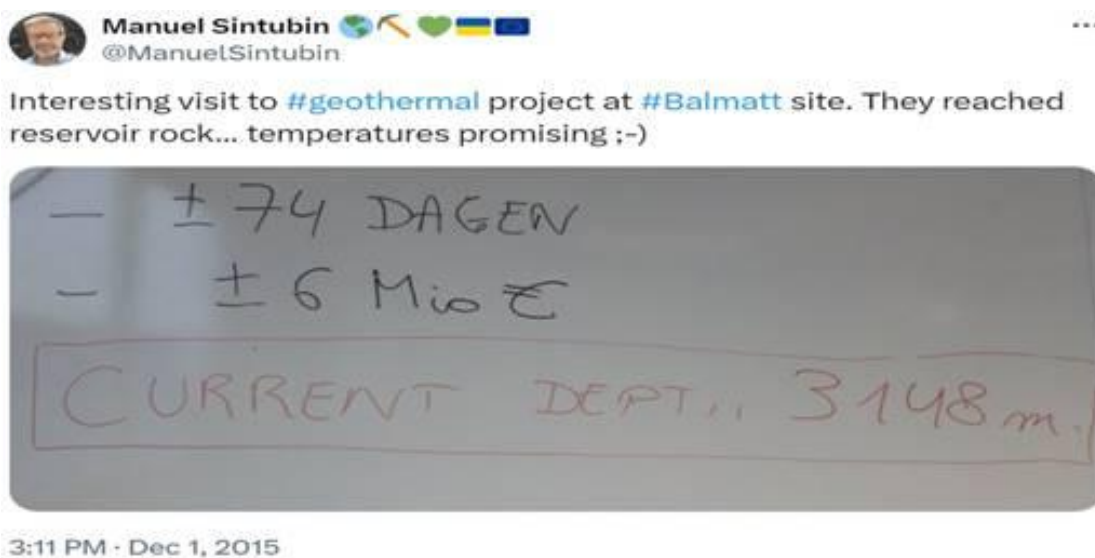 Manuel Sintubin
@ManuelSintubin
Interesting visit to #geothermal project at #Balmatt site. They reached
reservoir rock... temperatures promising ;-)
- ± 74 DAGEN
- ± 6 Mio €
CURRENT 3148 m.
3:11 PM · Dec 1, 2015